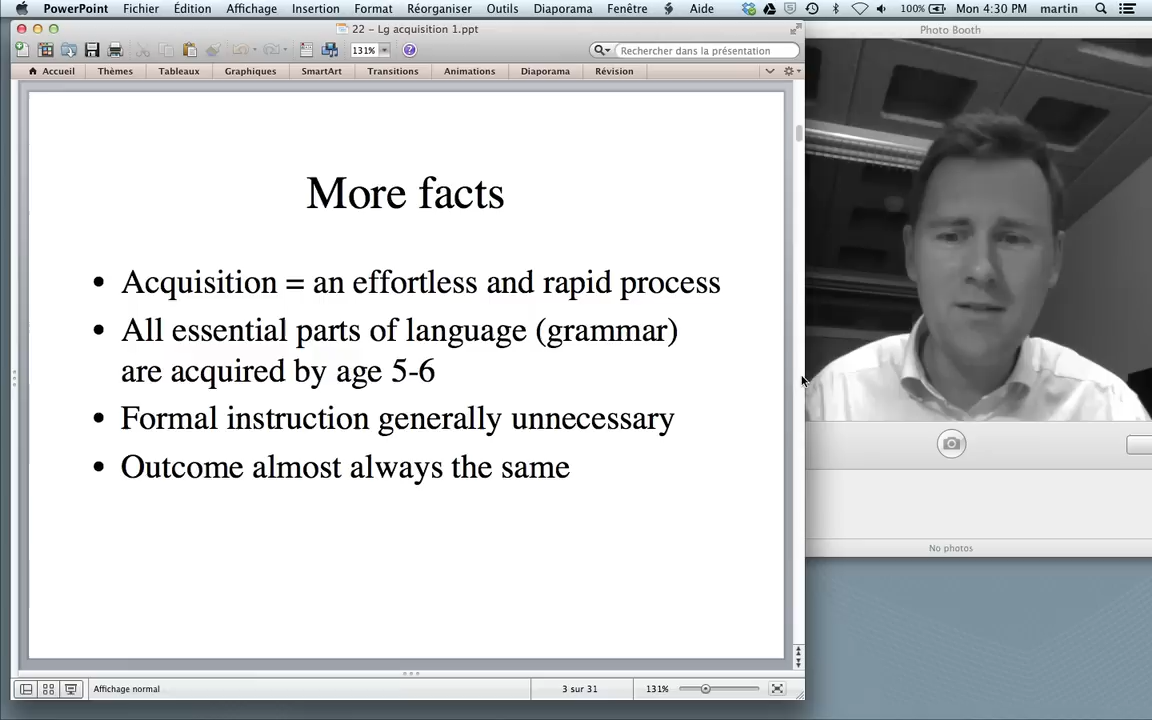 PowerPoint Fichier Édition Affichage Insertion Format Réorganiser Outils Diaporama Fenêtre Aide 100% Mon 4:30 PM martin
22 – Lg acquisition 1.ppt
Photo Booth
131% Rechercher dans la présentation
Accueil Thèmes Tableaux Graphiques SmartArt Transitions Animations Diaporama Révision
More facts
• Acquisition = an effortless and rapid process
• All essential parts of language (grammar)
are acquired by age 5-6
• Formal instruction generally unnecessary
• Outcome almost always the same
No photos
Affichage normal 3 sur 31 131%